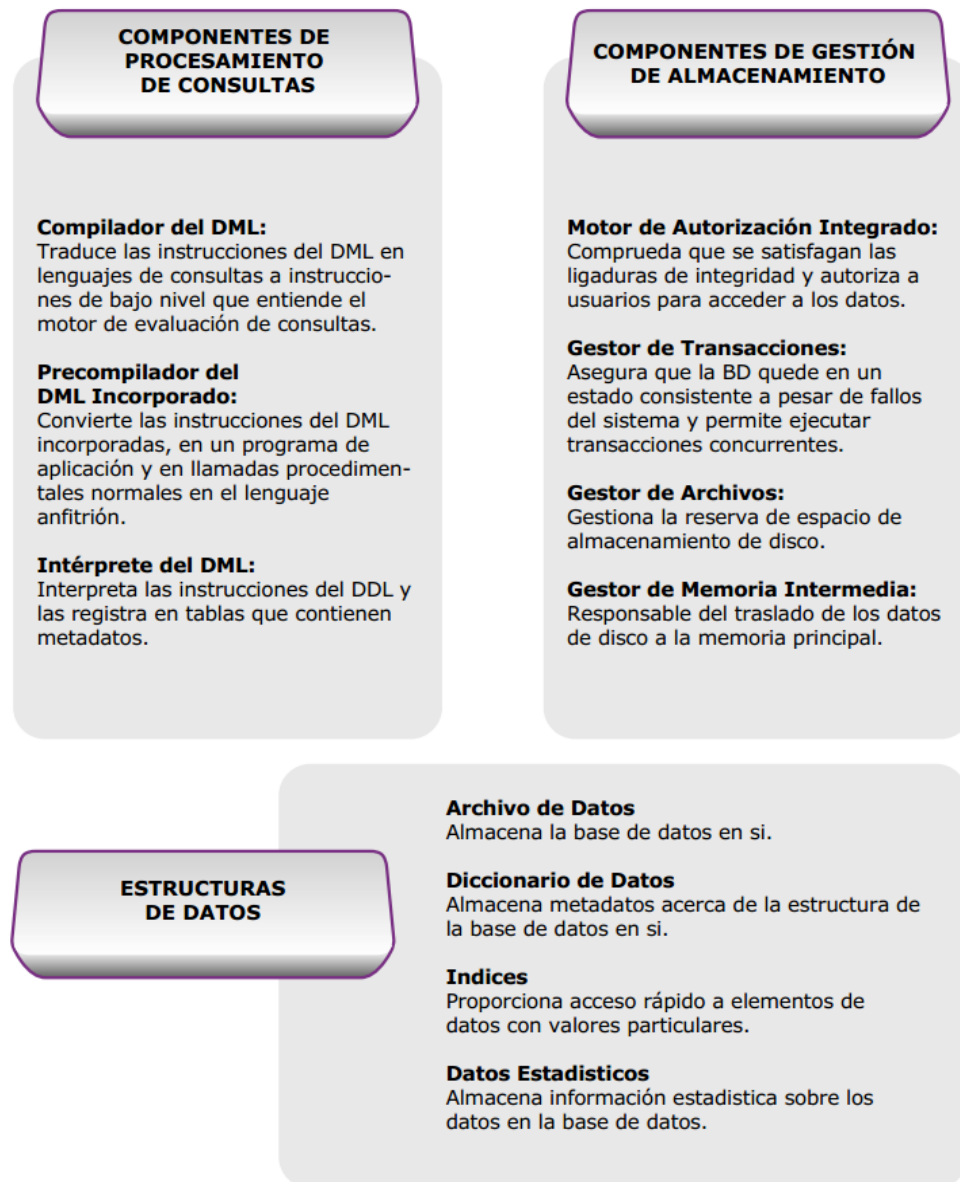 COMPONENTES DE
PROCESAMIENTO
DE CONSULTAS
Compilador del DML:
Traduce las instrucciones del DML en
lenguajes de consultas a instruccio-
nes de bajo nivel que entiende el
motor de evaluación de consultas.
Precompilador del
DML Incorporado:
Convierte las instrucciones del DML
incorporadas, en un programa de
aplicación y en llamadas procedimen-
tales normales en el lenguaje
anfitrión.
Intérprete del DML:
Interpreta las instrucciones del DDL y
las registra en tablas que contienen
metadatos.
COMPONENTES DE GESTIÓN
DE ALMACENAMIENTO
Motor de Autorización Integrado:
Comprueda que se satisfagan las
ligaduras de integridad y autoriza a
usuarios para acceder a los datos.
Gestor de Transacciones:
Asegura que la BD quede en un
estado consistente a pesar de fallos
del sistema y permite ejecutar
transacciones concurrentes.
Gestor de Archivos:
Gestiona la reserva de espacio de
almacenamiento de disco.
Gestor de Memoria Intermedia:
Responsable del traslado de los datos
de disco a la memoria principal.
ESTRUCTURAS
DE DATOS
Archivo de Datos
Almacena la base de datos en si.
Diccionario de Datos
Almacena metadatos acerca de la estructura de
la base de datos en si.
Indices
Proporciona acceso rápido a elementos de
datos con valores particulares.
Datos Estadisticos
Almacena información estadistica sobre los
datos en la base de datos.